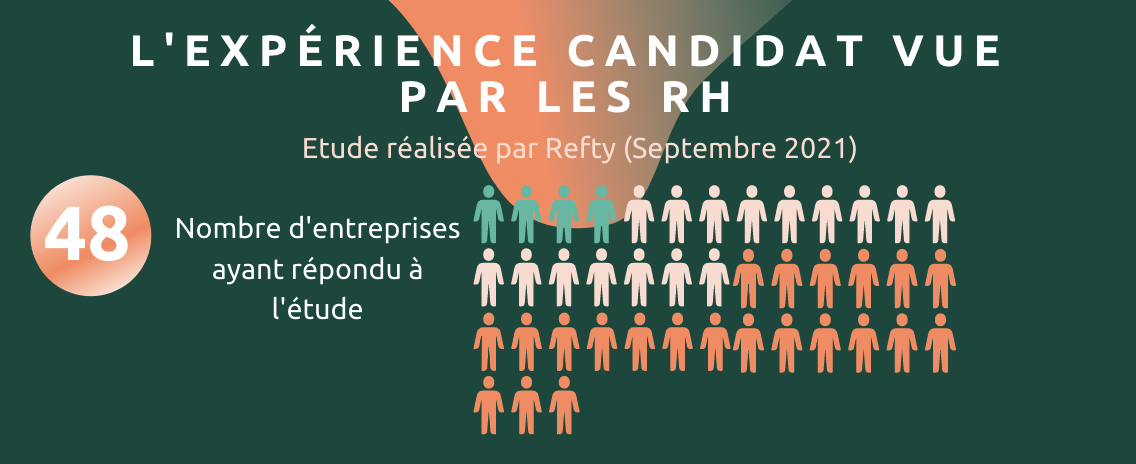 L'EXPÉRIENCE CANDIDAT VUE
PAR LES RH
Etude réalisée par Refty (Septembre 2021)
48
Nombre d'entreprises
ayant répondu à
l'étude